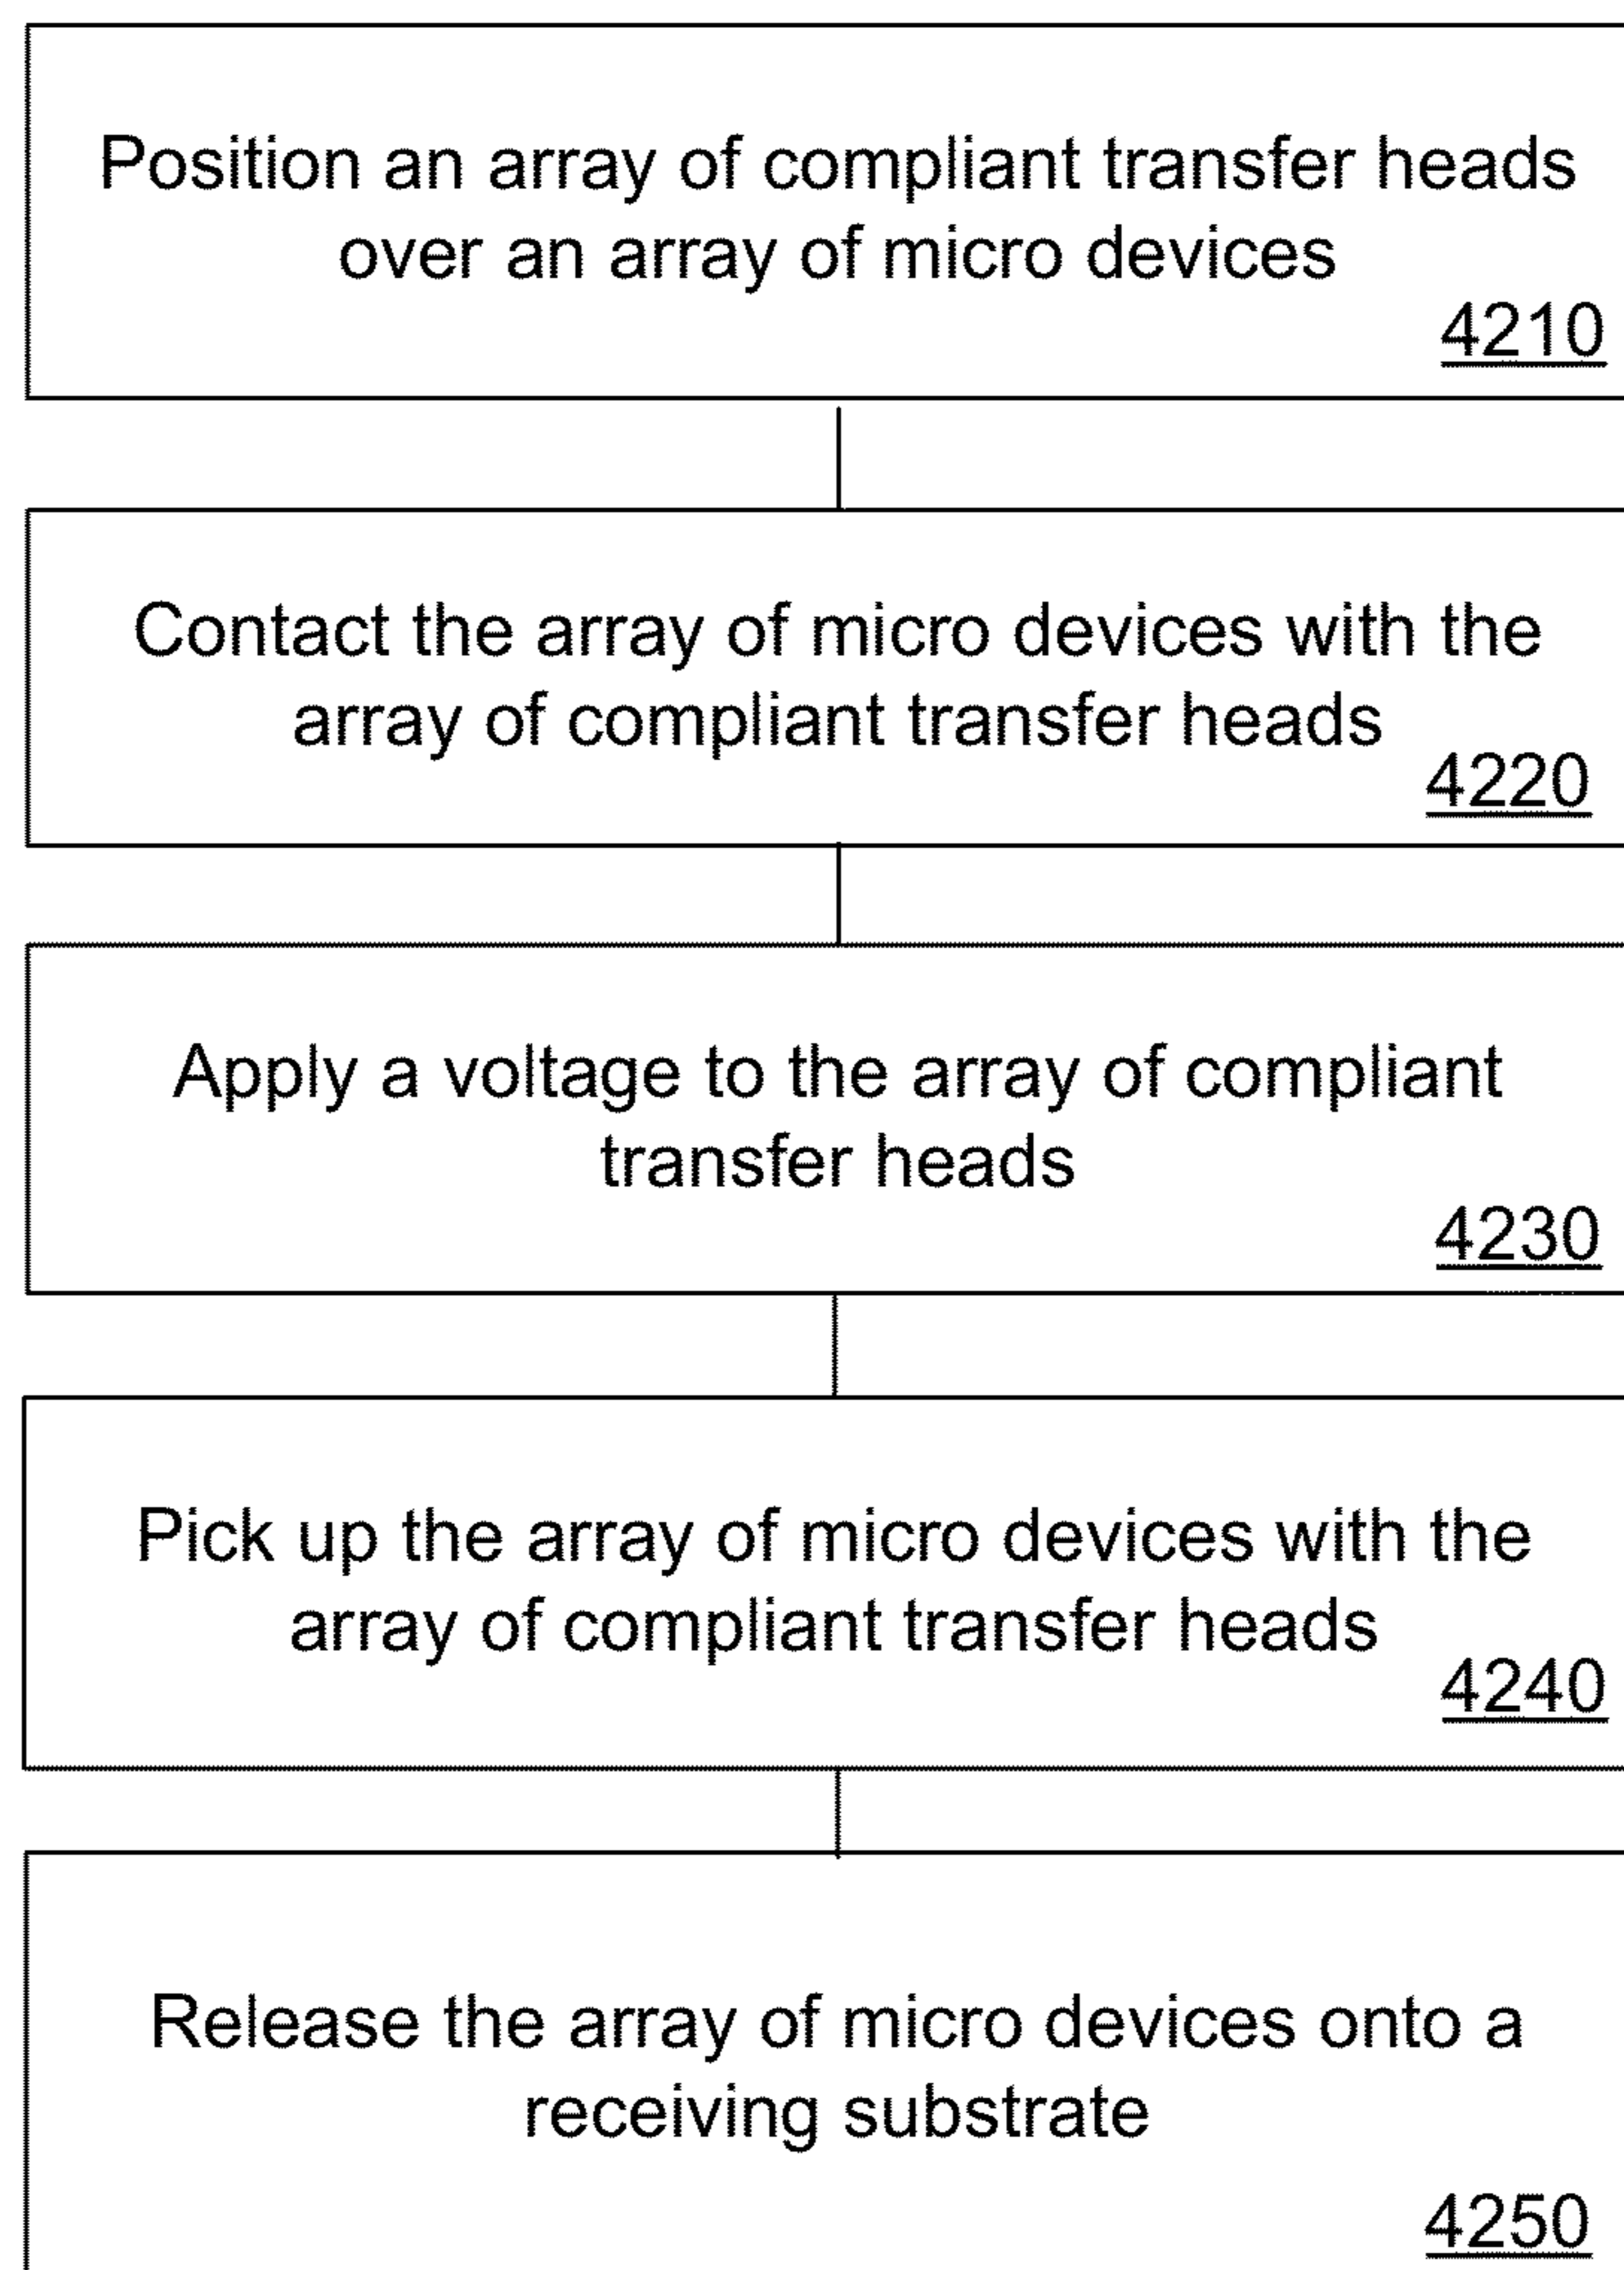 Position an array of compliant transfer heads
over an array of micro devices
4210
Contact the array of micro devices with the
array of compliant transfer heads
4220
Apply a voltage to the array of compliant
transfer heads
4230
Pick up the array of micro devices with the
array of compliant transfer heads
4240
Release the array of micro devices onto a
receiving substrate
4250